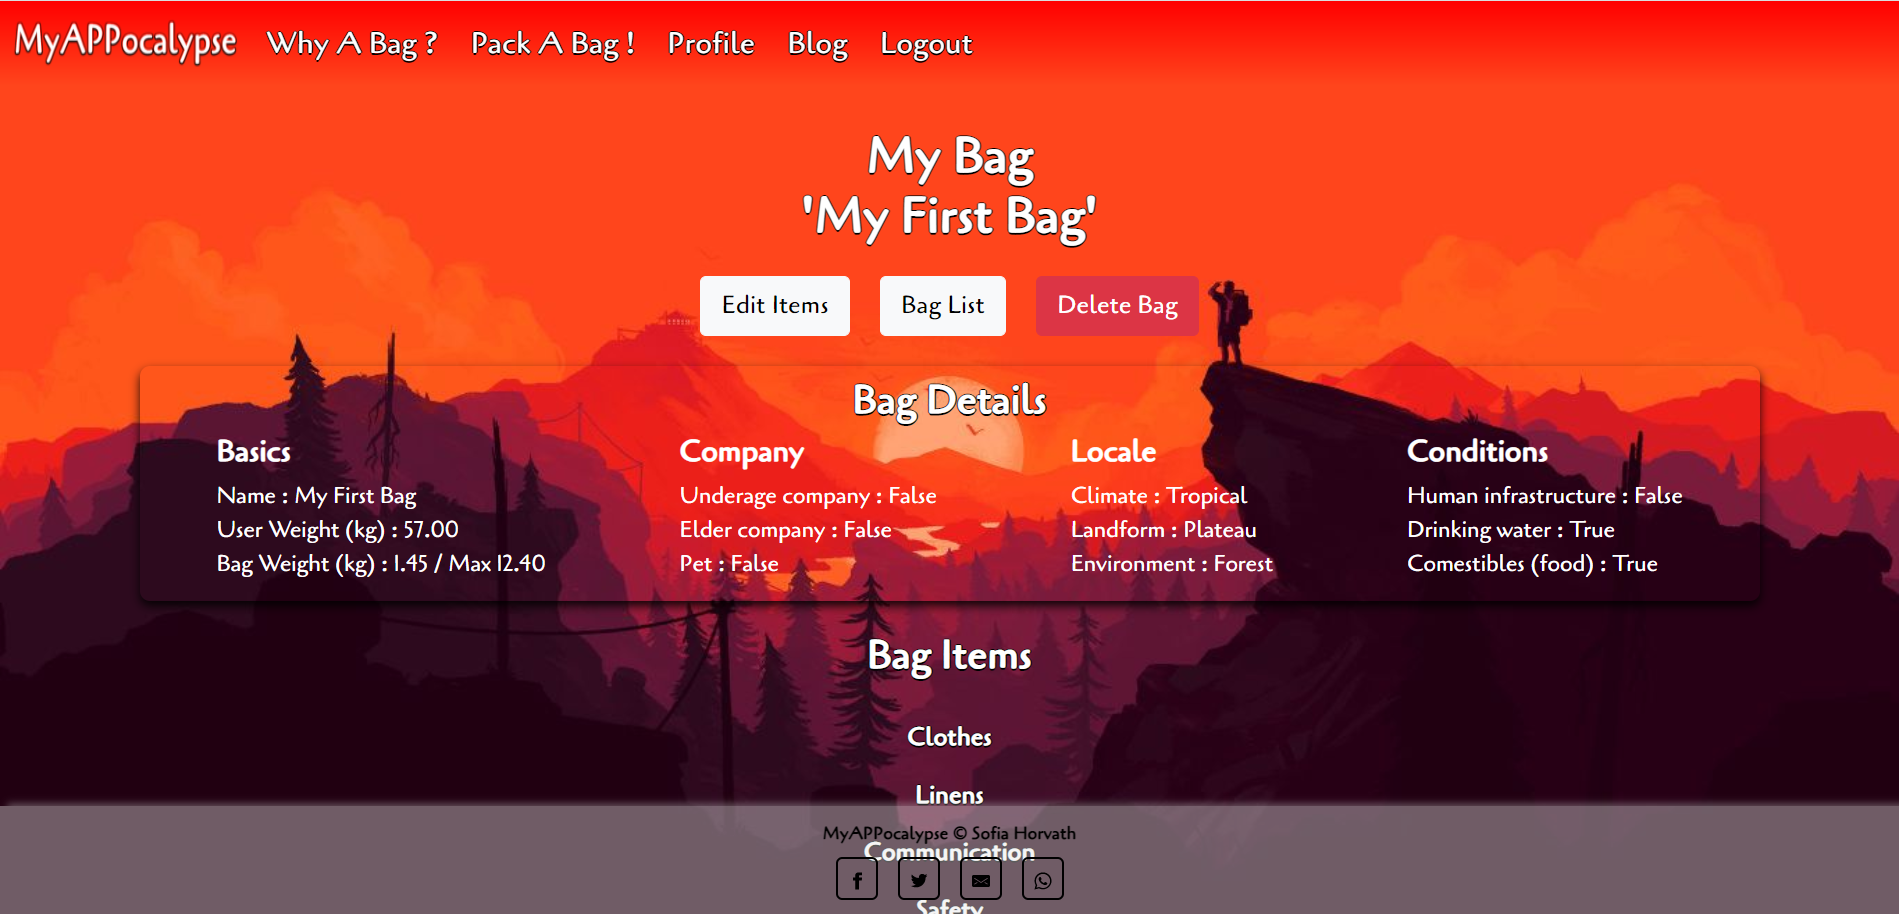 MyAPPocalypse Why A Bag ? Pack A Bag ! Profile Blog Logout
My Bag
'My First Bag'
Edit Items Bag List Delete Bag
Bag Details
Basics
Name : My First Bag
User Weight (kg) : 57.00
Bag Weight (kg) : 1.45 / Max 12.40
Company
Underage company : False
Elder company : False
Pet : False
Locale
Climate : Tropical
Landform : Plateau
Environment : Forest
Conditions
Human infrastructure : False
Drinking water : True
Comestibles (food) : True
Bag Items
Clothes
Linens
MyAPPocalypse © Sofia Horvath
Communication
Safety